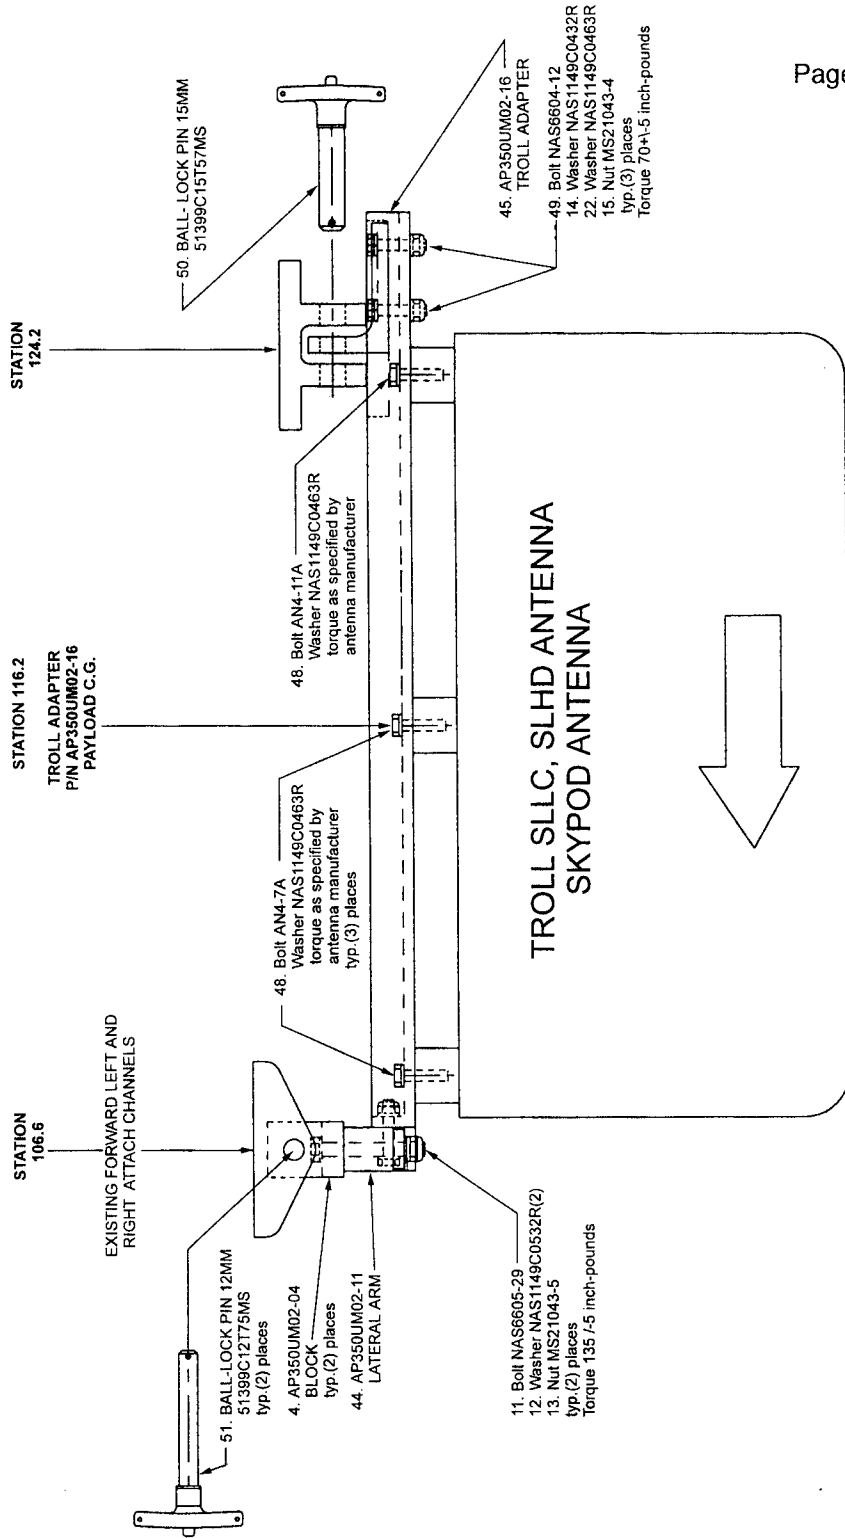 STATION
106.6
EXISTING FORWARD LEFT AND
RIGHT ATTACH CHANNELS
STATION 116.2
TROLL ADAPTER
P/N AP350UM02-16
PAYLOAD C.G.
STATION
124.2
51. BALL-LOCK PIN 12MM
51399C12T75MS
typ.(2) places
4. AP350UM02-04
BLOCK
typ.(2) places
44. AP350UM02-11
LATERAL ARM
11. Bolt NAS6605-29
12. Washer NAS1149C0532R(2)
13. Nut MS21043-5
typ.(2) places
Torque 135 /-5 inch-pounds
48. Bolt AN4-7A
Washer NAS1149C0463R
torque as specified by
antenna manufacturer
typ.(3) places
48. Bolt AN4-11A
Washer NAS1149C0463R
torque as specified by
antenna manufacturer
50. BALL- LOCK PIN 15MM
51399C15T57MS
45. AP350UM02-16
TROLL ADAPTER
49. Bolt NAS6604-12
14. Washer NAS1149C0432R
22. Washer NAS1149C0463R
15. Nut MS21043-4
typ.(3) places
Torque 70+\-5 inch-pounds
TROLL SLLC, SLHD ANTENNA
SKYPOD ANTENNA
Page